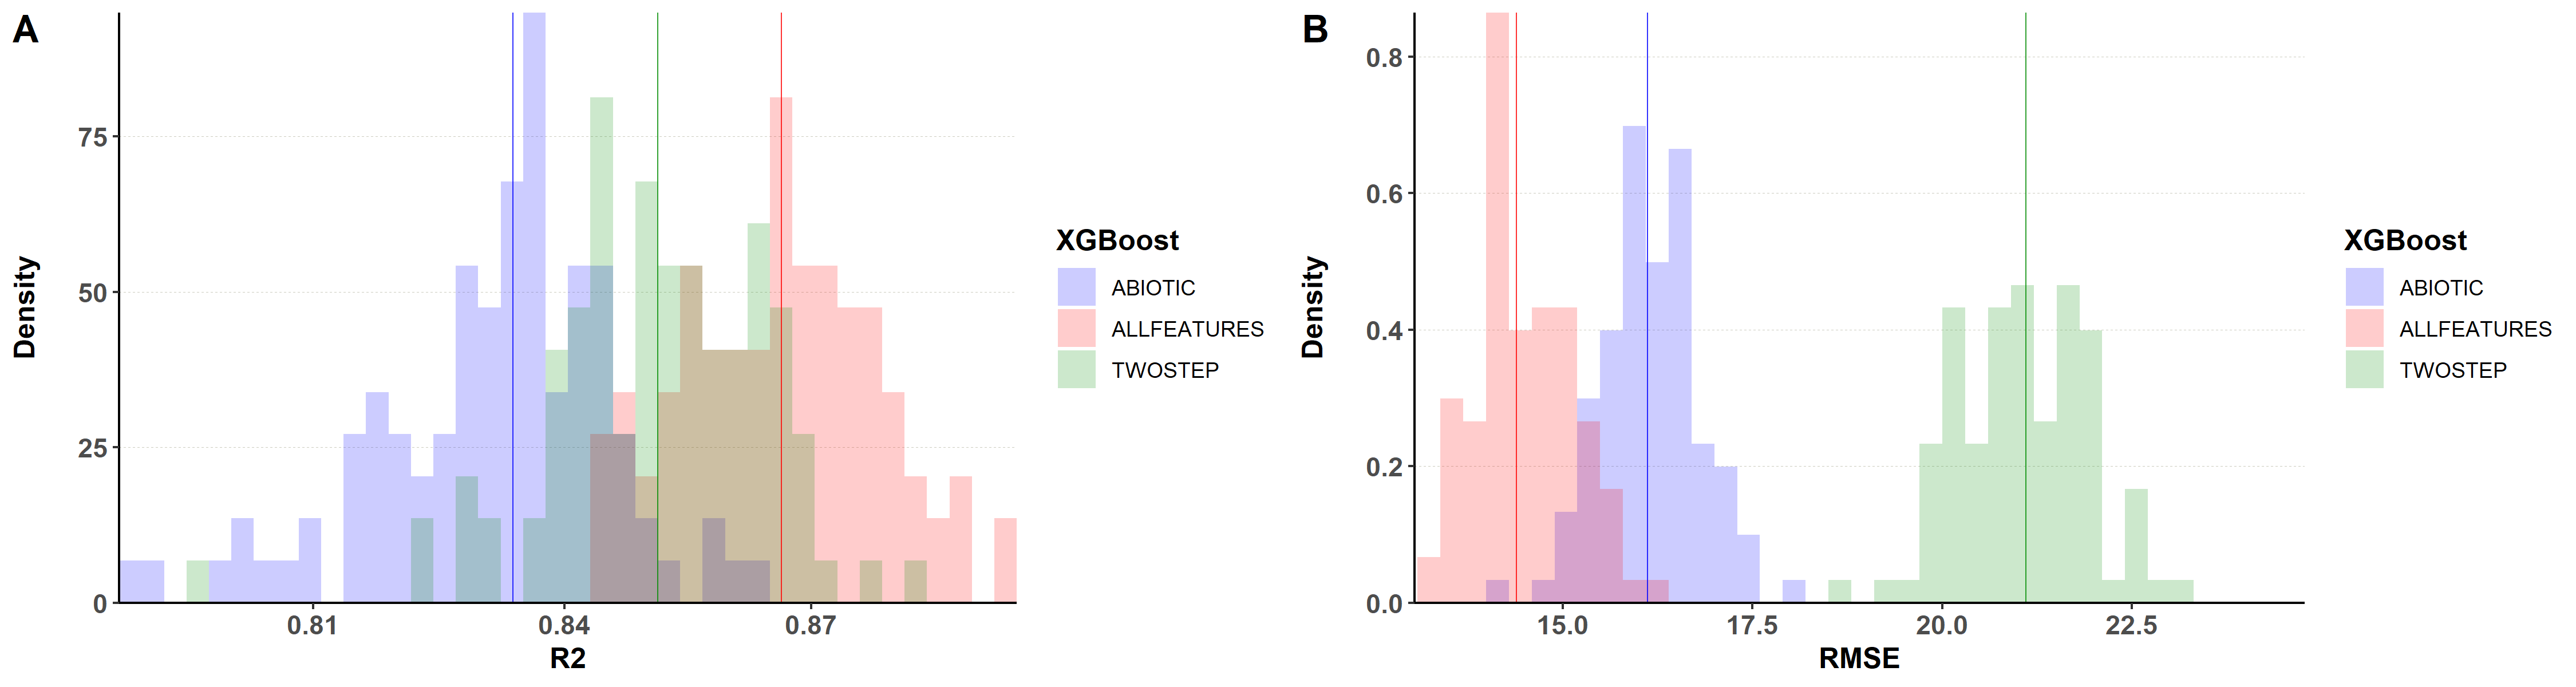 A
Density
75
50
25
0
0.81
0.84
0.87
R2
XGBoost
ABIOTIC
ALLFEATURES
TWOSTEP
B
Density
0.8
0.6
0.4
0.2
0.0
15.0
17.5
20.0
22.5
RMSE
XGBoost
ABIOTIC
ALLFEATURES
TWOSTEP